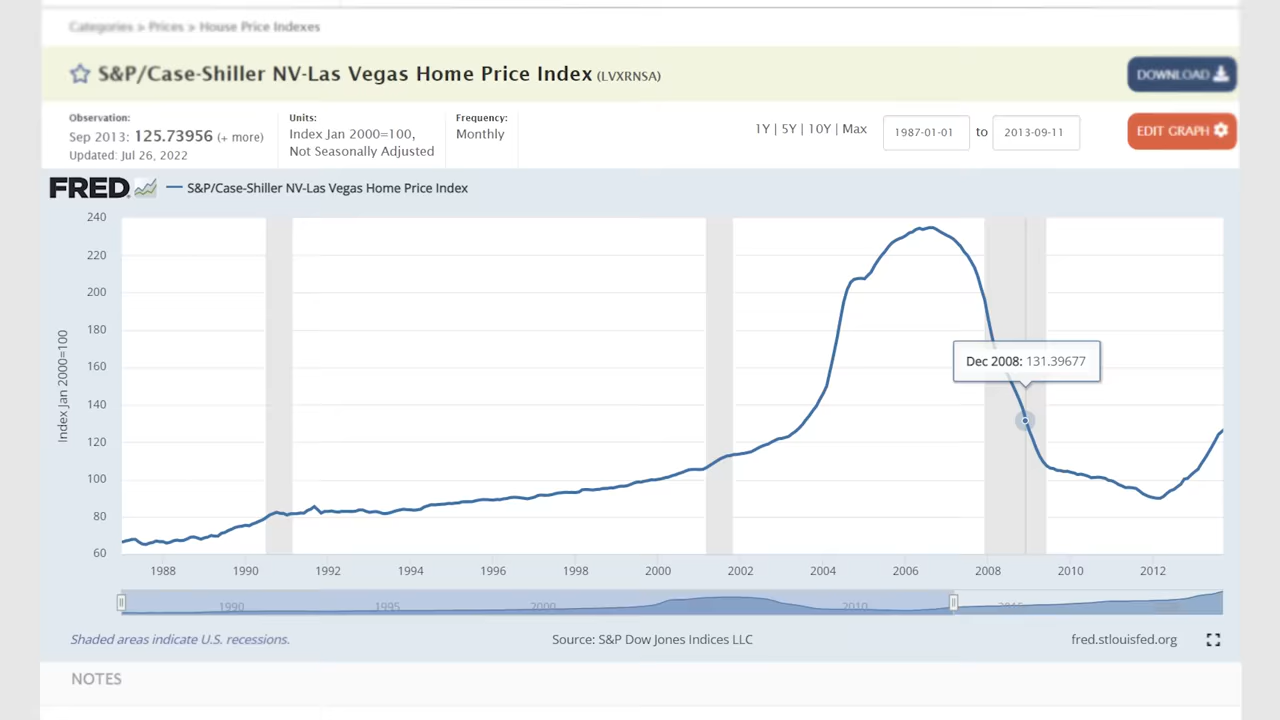 Categories > Prices > House Price Indexes
S&P/Case-Shiller NV-Las Vegas Home Price Index (LVXRNSA)
DOWNLOAD
Observation:
Sep 2013: 125.73956 (+ more)
Updated: Jul 26, 2022
Units:
Index Jan 2000=100,
Not Seasonally Adjusted
Frequency:
Monthly
1Y | 5Y | 10Y | Max
1987-01-01 to 2013-09-11
EDIT GRAPH
FRED
S&P/Case-Shiller NV-Las Vegas Home Price Index
240
220
200
180
160
140
120
100
80
60
Index Jan 2000=100
Dec 2008: 131.39677
1988 1990 1992 1994 1996 1998 2000 2002 2004 2006 2008 2010 2012
1990 1995 2000 2010 2015
Shaded areas indicate U.S. recessions.
Source: S&P Dow Jones Indices LLC
fred.stlouisfed.org
NOTES